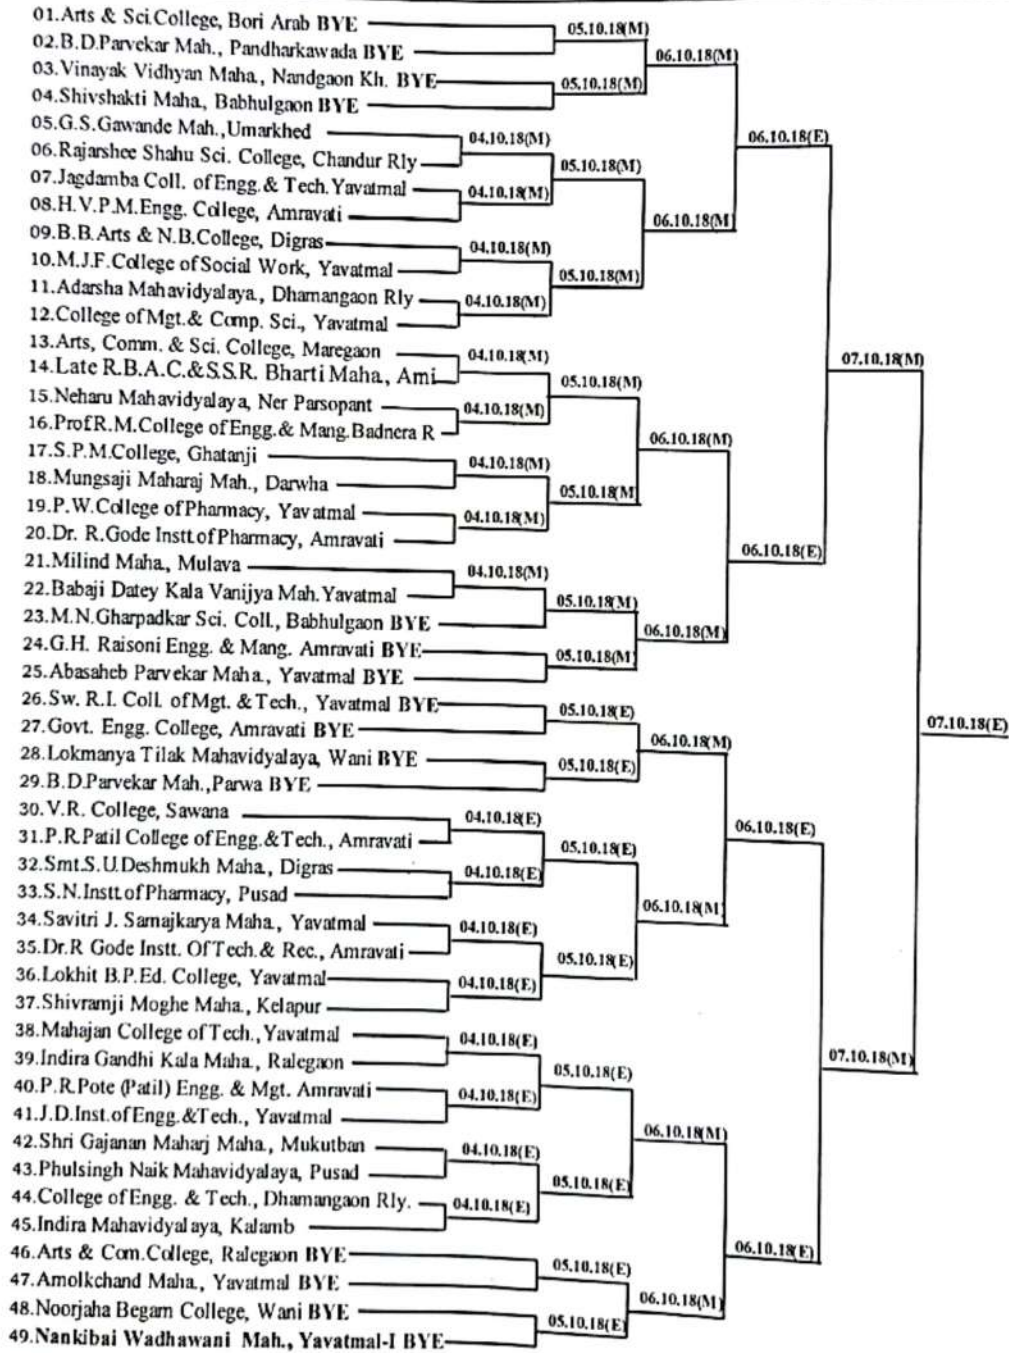 01.Arts & Sci.College, Bori Arab BYE
02.B.D.Parvekar Mah., Pandharkawada BYE
03.Vinayak Vidhyan Maha., Nandgaon Kh. BYE
04.Shivshakti Maha., Babhulgaon BYE
05.G.S.Gawande Mah.,Umarkhed
06.Rajarshee Shahu Sci. College, Chandur Rly
07.Jagdamba Coll. of Engg.& Tech.Yavatmal
08.H.V.P.M.Engg. College, Amravati
09.B.B.Arts & N.B.College, Digras
10.M.J.F.College of Social Work, Yavatmal
11.Adarsha Mahavidyalaya, Dhamangaon Rly
12.College of Mgt.& Comp. Sci., Yavatmal
13.Arts, Comm. & Sci. College, Maregaon
14.Late R.B.A.C.&S.S.R. Bharti Maha., Arni
15.Neharu Mahavidyalaya, Ner Parsopant
16.Prof.R.M.College of Engg.& Mang.Badnera R
17.S.P.M.College, Ghatanji
18.Mungsaji Maharaj Mah., Darwha
19.P.W.College of Pharmacy, Yavatmal
20.Dr. R.Gode Instt.of Pharmacy, Amravati
21.Milind Maha., Mulava
22.Babaji Datey Kala Vanijya Mah.Yavatmal
23.M.N.Gharpadkar Sci. Coll., Babhulgaon BYE
24.G.H. Raisoni Engg. & Mang. Amravati BYE
25.Abasaheb Parvekar Maha., Yavatmal BYE
26.Sw. R.I. Coll. of Mgt. & Tech., Yavatmal BYE
27.Govt. Engg. College, Amravati BYE
28.Lokmanya Tilak Mahavidyalaya, Wani BYE
29.B.D.Parvekar Mah.,Parwa BYE
30.V.R. College, Sawana
31.P.R.Patil College of Engg.&Tech., Amravati
32.Smt.S.U.Deshmukh Maha., Digras
33.S.N.Instt.of Pharmacy, Pusad
34.Savitri J. Samajkarya Maha., Yavatmal
35.Dr.R Gode Instt. Of Tech.& Rec., Amravati
36.Lokhit B.P.Ed. College, Yavatmal
37.Shivramji Moghe Maha., Kelapur
38.Mahajan College of Tech.,Yavatmal
39.Indira Gandhi Kala Maha., Ralegaon
40.P.R.Pote (Patil) Engg. & Mgt. Amravati
41.J.D.Inst.of Engg.&Tech., Yavatmal
42.Shri Gajanan Maharj Maha., Mukutban
43.Phulsingh Naik Mahavidyalaya, Pusad
44.College of Engg. & Tech., Dhamangaon Rly.
45.Indira Mahavidyalaya, Kalamb
46.Arts & Com.College, Ralegaon BYE
47.Amolkchand Maha., Yavatmal BYE
48.Noorjaha Begam College, Wani BYE
49.Nankibai Wadhawani Mah., Yavatmal-I BYE
04.10.18(M)
04.10.18(M)
04.10.18(M)
04.10.18(M)
04.10.18(M)
04.10.18(M)
04.10.18(M)
04.10.18(M)
04.10.18(M)
04.10.18(E)
04.10.18(E)
04.10.18(E)
04.10.18(E)
04.10.18(E)
04.10.18(E)
04.10.18(E)
04.10.18(E)
05.10.18(M)
05.10.18(M)
05.10.18(M)
05.10.18(M)
05.10.18(M)
05.10.18(M)
05.10.18(M)
05.10.18(M)
05.10.18(E)
05.10.18(E)
05.10.18(E)
05.10.18(E)
05.10.18(E)
05.10.18(E)
05.10.18(E)
05.10.18(E)
06.10.18(M)
06.10.18(M)
06.10.18(M)
06.10.18(M)
06.10.18(M)
06.10.18(M)
06.10.18(M)
06.10.18(M)
06.10.18(E)
06.10.18(E)
06.10.18(E)
06.10.18(E)
07.10.18(M)
07.10.18(M)
07.10.18(E)